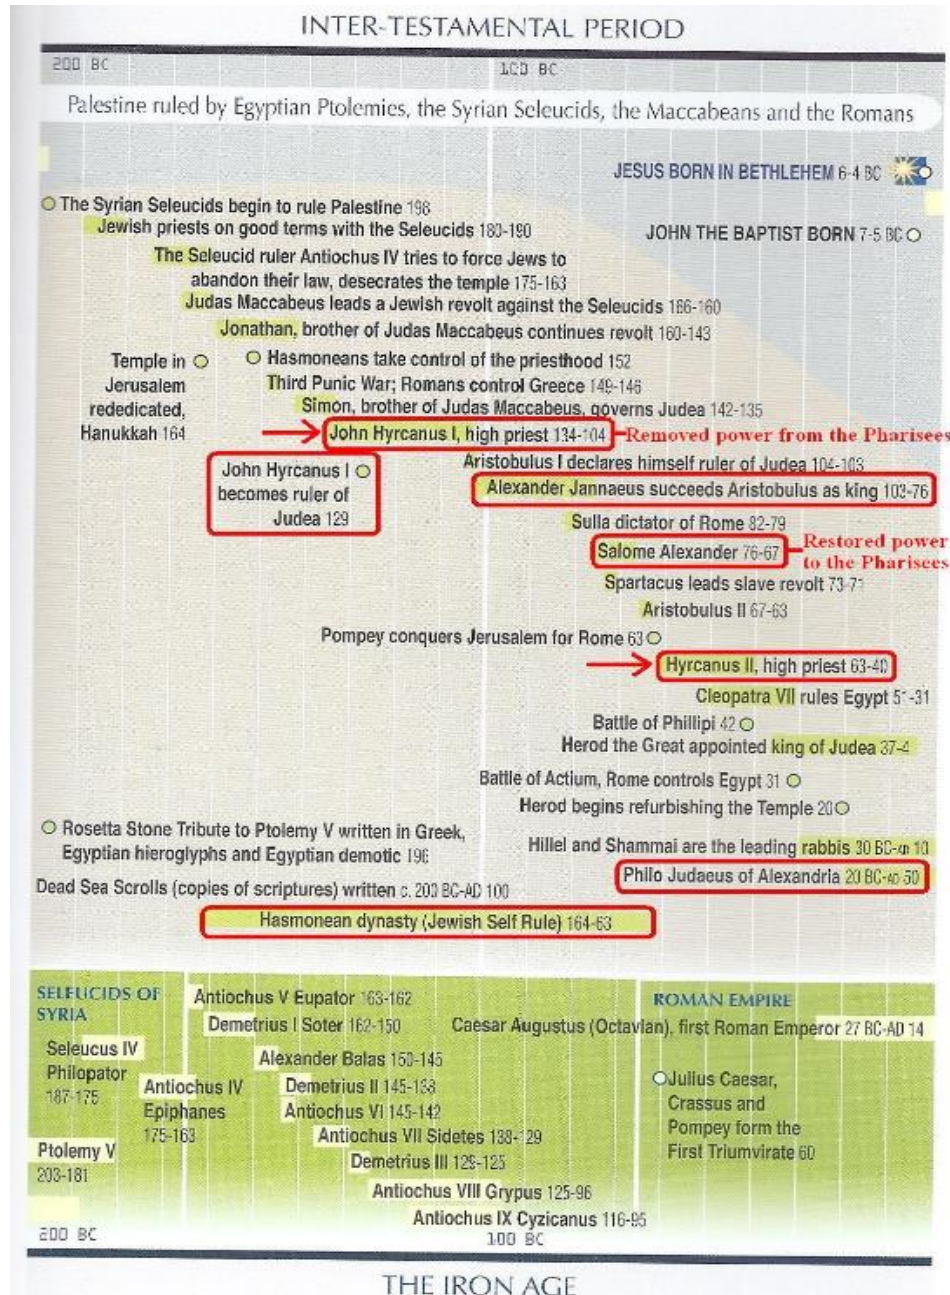 INTER-TESTAMENTAL PERIOD
200 BC
100 BC
Palestine ruled by Egyptian Ptolemies, the Syrian Seleucids, the Maccabeans and the Romans
JESUS BORN IN BETHLEHEM 6-4 BC
The Syrian Seleucids begin to rule Palestine 198
Jewish priests on good terms with the Seleucids 180-190
JOHN THE BAPTIST BORN 7-5 BC
The Seleucid ruler Antiochus IV tries to force Jews to
abandon their law, desecrates the temple 175-163
Judas Maccabeus leads a Jewish revolt against the Seleucids 166-160
Jonathan, brother of Judas Maccabeus continues revolt 160-143
Temple in
Jerusalem
rededicated,
Hanukkah 164
Hasmoneans take control of the priesthood 152
Third Punic War; Romans control Greece 149-146
Simon, brother of Judas Maccabeus, governs Judea 142-135
John Hyrcanus I, high priest 134-104
Removed power from the Pharisees
John Hyrcanus I
becomes ruler of
Judea 129
Aristobulus I declares himself ruler of Judea 104-103
Alexander Jannaeus succeeds Aristobulus as king 103-76
Sulla dictator of Rome 82-79
Salome Alexander 76-67
Restored power
to the Pharisees
Spartacus leads slave revolt 73-71
Aristobulus II 67-63
Pompey conquers Jerusalem for Rome 63
Hyrcanus II, high priest 63-40
Cleopatra VII rules Egypt 51-31
Battle of Phillipi 42
Herod the Great appointed king of Judea 37-4
Battle of Actium, Rome controls Egypt 31
Herod begins refurbishing the Temple 20
Rosetta Stone Tribute to Ptolemy V written in Greek,
Egyptian hieroglyphs and Egyptian demotic 196
Hillel and Shammai are the leading rabbis 30 BC-AD 10
Philo Judaeus of Alexandria 20 BC-AD 50
Dead Sea Scrolls (copies of scriptures) written c. 200 BC-AD 100
Hasmonean dynasty (Jewish Self Rule) 164-63
SELEUCIDS OF
SYRIA
Seleucus IV
Philopator
187-175
Antiochus IV
Epiphanes
175-163
Ptolemy V
203-181
Antiochus V Eupator 163-162
Demetrius I Soter 162-150
Alexander Balas 150-145
Demetrius II 145-138
Antiochus VI 145-142
Antiochus VII Sidetes 138-129
Demetrius III 129-125
Antiochus VIII Grypus 125-96
Antiochus IX Cyzicanus 116-95
ROMAN EMPIRE
Caesar Augustus (Octavian), first Roman Emperor 27 BC-AD 14
Julius Caesar,
Crassus and
Pompey form the
First Triumvirate 60
200 BC
100 BC
THE IRON AGE